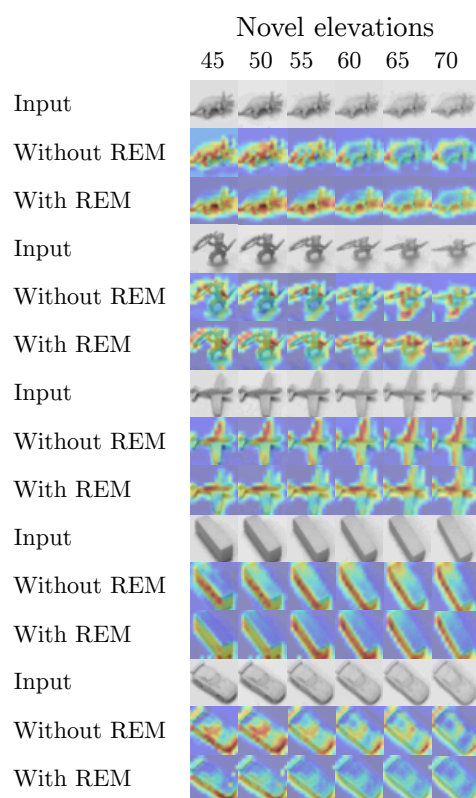 Novel elevations
45 50 55 60 65 70
Input
Without REM
With REM
Input
Without REM
With REM
Input
Without REM
With REM
Input
Without REM
With REM
Input
Without REM
With REM